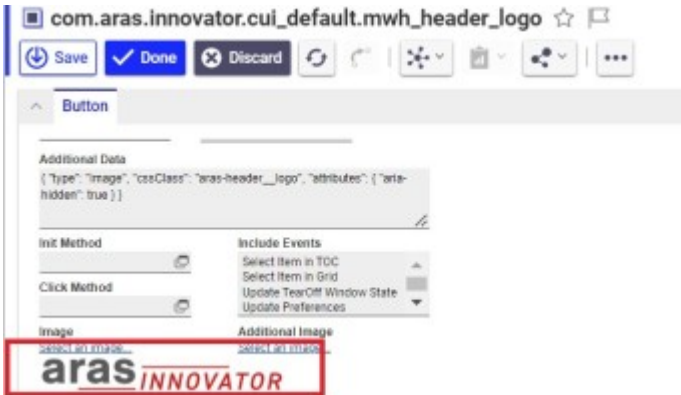 com.aras.innovator.cui_default.mwh_header_logo
Save Done Discard
Button
Additional Data
{ "type": "image", "cssClass": "aras-header__logo", "attributes": { "aria-
hidden": true } }
Init Method Include Events
Select Item in TOC
Select Item in Grid
Click Method Update TearOff Window State
Update Preferences
Image Additional Image
Select an image... Select an image...
aras INNOVATOR